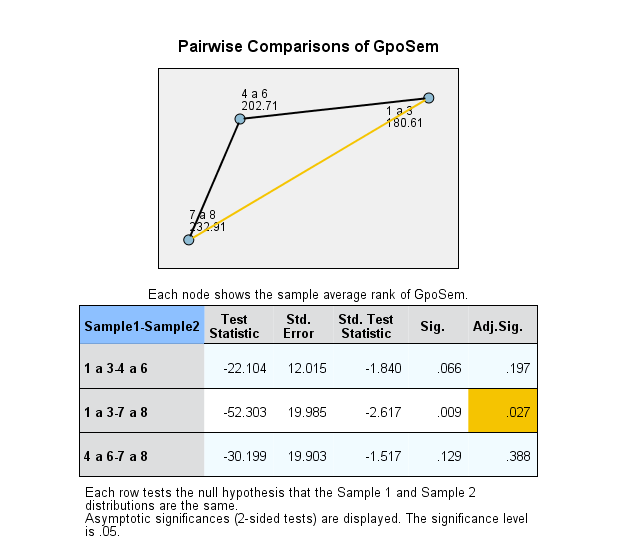 Pairwise Comparisons of GpoSem
4 a 6
202.71
1 a 3
180.61
7 a 8
232.91
Each node shows the sample average rank of GpoSem.
Sample1-Sample2 Test Statistic Std. Error Std. Test Statistic Sig. Adj.Sig.
1 a 3-4 a 6 -22.104 12.015 -1.840 .066 .197
1 a 3-7 a 8 -52.303 19.985 -2.617 .009 .027
4 a 6-7 a 8 -30.199 19.903 -1.517 .129 .388
Each row tests the null hypothesis that the Sample 1 and Sample 2
distributions are the same.
Asymptotic significances (2-sided tests) are displayed. The significance level
is .05.